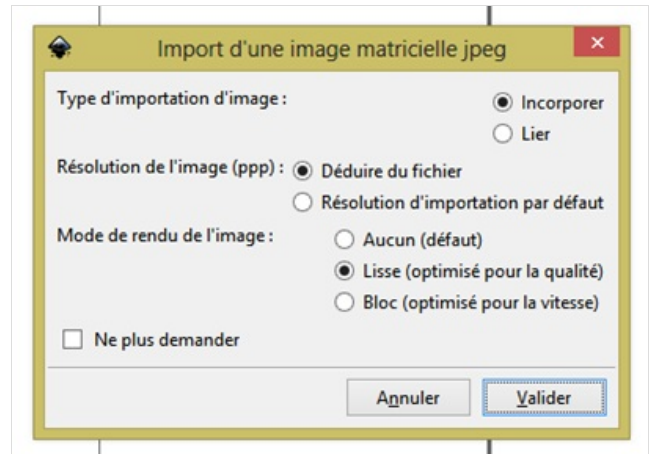 Import d'une image matricielle jpeg
Type d'importation d'image :
Incorporer
Lier
Résolution de l'image (ppp) :
Déduire du fichier
Résolution d'importation par défaut
Mode de rendu de l'image :
Aucun (défaut)
Lisse (optimisé pour la qualité)
Bloc (optimisé pour la vitesse)
Ne plus demander
Annuler
Valider